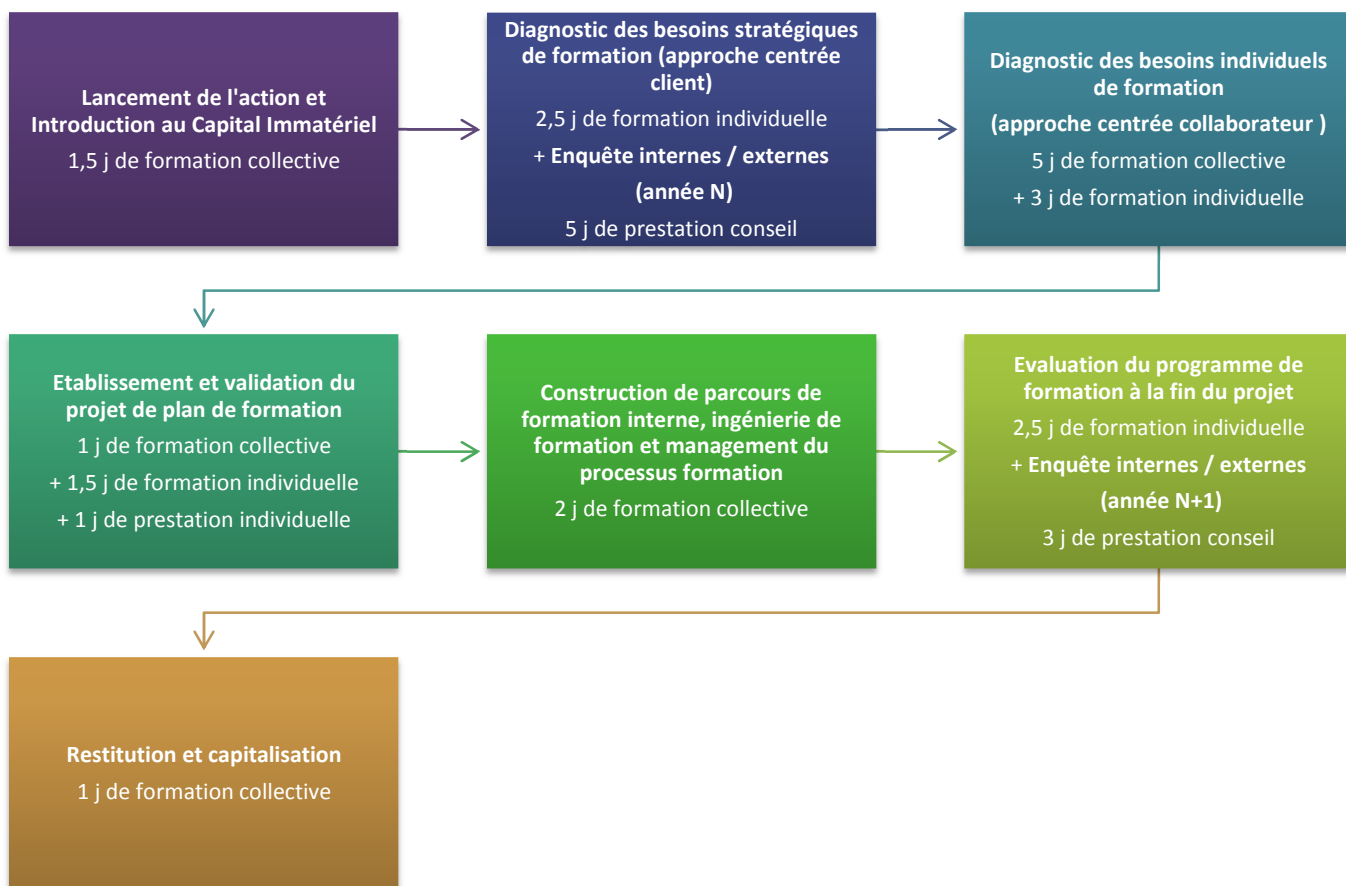 Lancement de l'action et
Introduction au Capital Immatériel
1,5 j de formation collective
Diagnostic des besoins stratégiques
de formation (approche centrée
client)
2,5 j de formation individuelle
+ Enquête internes / externes
(année N)
5 j de prestation conseil
Diagnostic des besoins individuels
de formation
(approche centrée collaborateur )
5 j de formation collective
+ 3 j de formation individuelle
Etablissement et validation du
projet de plan de formation
1 j de formation collective
+ 1,5 j de formation individuelle
+ 1 j de prestation individuelle
Construction de parcours de
formation interne, ingénierie de
formation et management du
processus formation
2 j de formation collective
Evaluation du programme de
formation à la fin du projet
2,5 j de formation individuelle
+ Enquête internes / externes
(année N+1)
3 j de prestation conseil
Restitution et capitalisation
1 j de formation collective